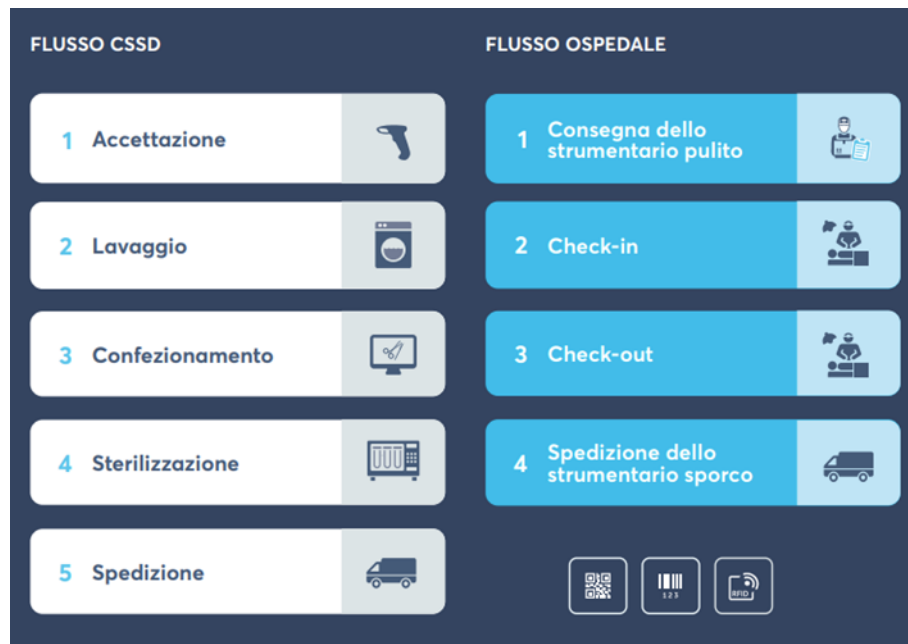 FLUSSO CSSD
1 Accettazione
2 Lavaggio
3 Confezionamento
4 Sterilizzazione
5 Spedizione
FLUSSO OSPEDALE
1 Consegna dello
strumentario pulito
2 Check-in
3 Check-out
4 Spedizione dello
strumentario sporco
123
RFID